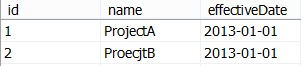 id name effectiveDate
1 ProjectA 2013-01-01
2 ProecjtB 2013-01-01